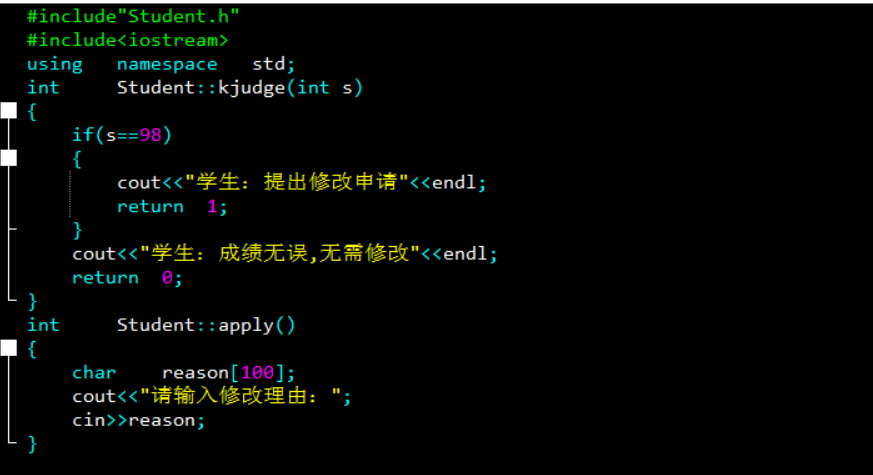 #include"Student.h"
#include<iostream>
using   namespace   std;
int     Student::kjudge(int s)
{
    if(s==98)
    {
        cout<<"学生：提出修改申请"<<endl;
        return  1;
    }
    cout<<"学生：成绩无误,无需修改"<<endl;
    return  0;
}
int     Student::apply()
{
    char    reason[100];
    cout<<"请输入修改理由：";
    cin>>reason;
}